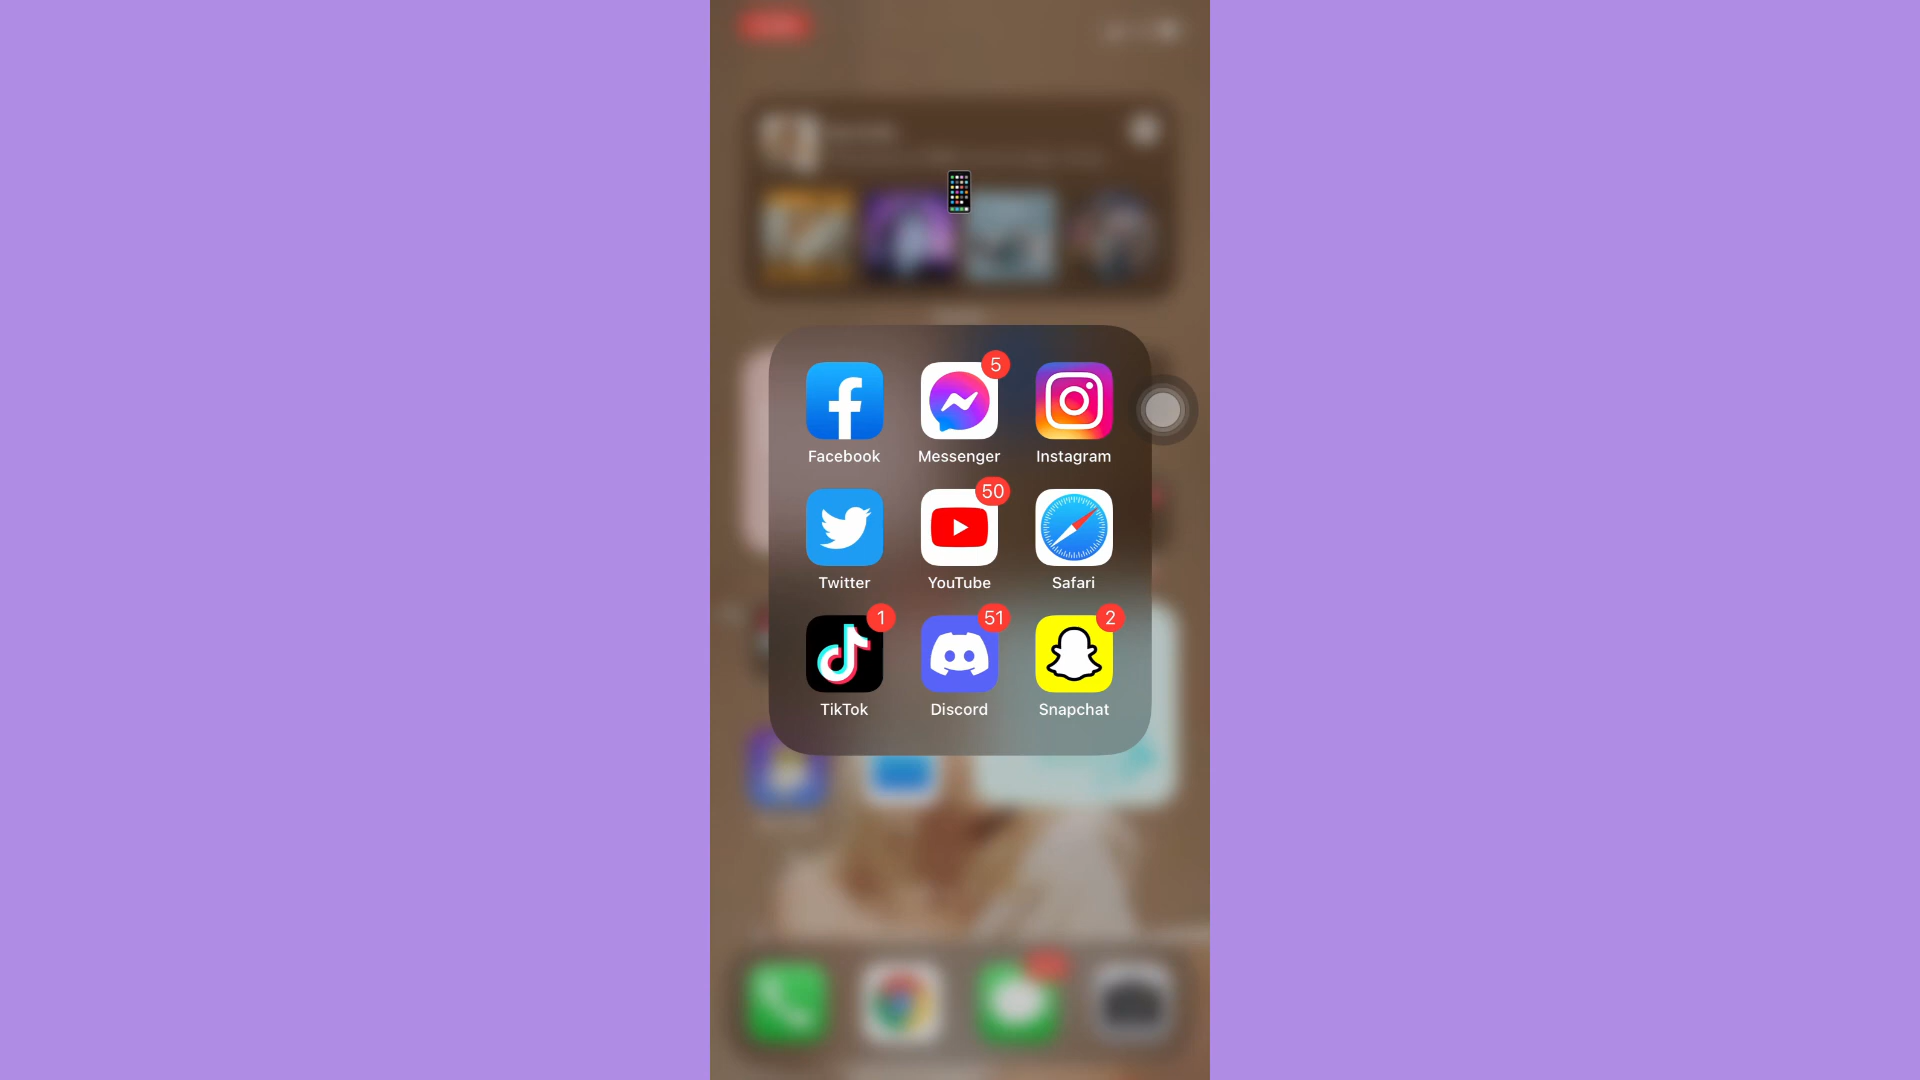 5
Facebook Messenger Instagram
50
Twitter YouTube Safari
1 51 2
TikTok Discord Snapchat